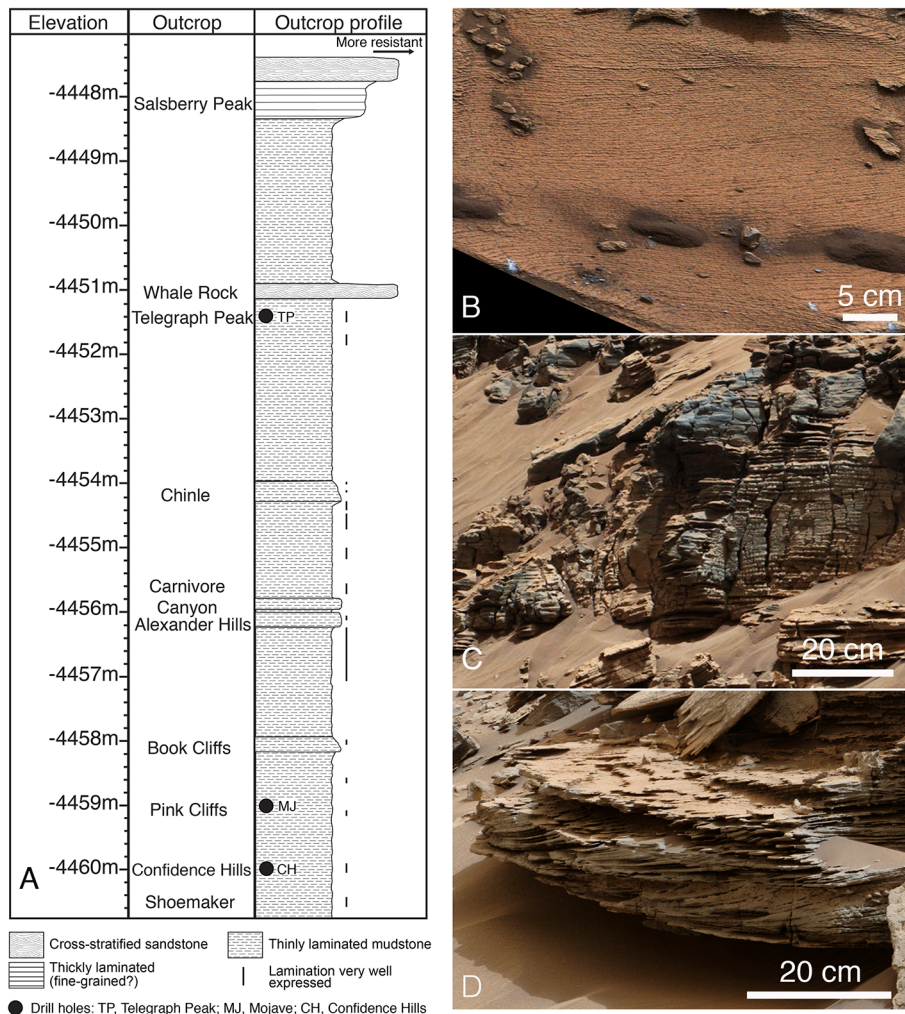 Elevation Outcrop Outcrop profile
More resistant
-4448m
Salsberry Peak
-4449m
-4450m
-4451m
Whale Rock
Telegraph Peak TP
-4452m
-4453m
-4454m
Chinle
-4455m
Carnivore
Canyon
-4456m
Alexander Hills
-4457m
-4458m
Book Cliffs
-4459m
MJ
Pink Cliffs
-4460m Confidence Hills CH
Shoemaker
A
Cross-stratified sandstone
Thinly laminated mudstone
Thickly laminated
(fine-grained?)
Lamination very well
expressed
Drill holes: TP, Telegraph Peak; MJ, Mojave; CH, Confidence Hills
B
5 cm
C
20 cm
D
20 cm